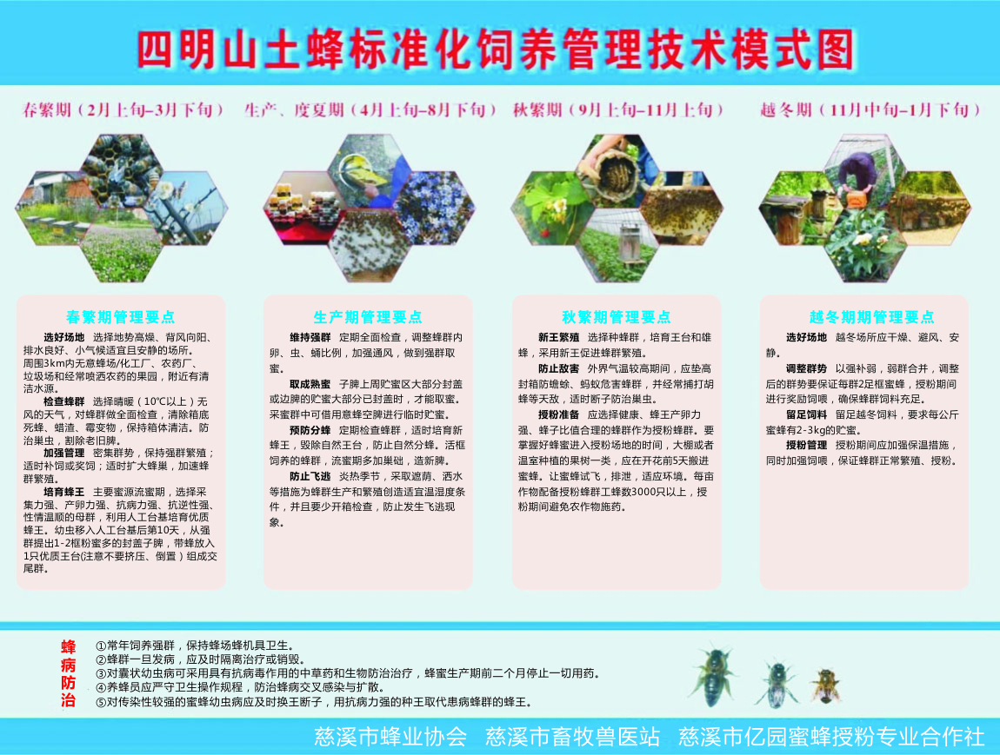 四明山土蜂标准化饲养管理技术模式图
春繁期（2月上旬–3月下旬）
生产、度夏期（4月上旬–8月下旬）
秋繁期（9月上旬–11月上旬）
越冬期（11月中旬–1月下旬）
春繁期管理要点
选好场地 选择地势高燥、背风向阳、
排水良好、小气候适宜且安静的场所。
周围3km内无意蜂场/化工厂、农药厂、
垃圾场和经常喷洒农药的果园，附近有清
洁水源。
检查蜂群 选择晴暖（10℃以上）无
风的天气，对蜂群做全面检查，清除箱底
死蜂、蜡渣、霉变物，保持箱体清洁。防
治巢虫，割除老旧脾。
加强管理 密集群势，保持强群繁殖；
适时补饲或奖饲；适时扩大蜂巢，加速蜂
群繁殖。
培育蜂王 主要蜜源流蜜期，选择采
集力强、产卵力强、抗病力强、抗逆性强、
性情温顺的母群，利用人工台基培育优质
蜂王。幼虫移入人工台基后第10天，从强
群提出1-2框粉蜜多的封盖子脾，带蜂放入
1只优质王台(注意不要挤压、倒置）组成交
尾群。
生产期管理要点
维持强群 定期全面检查，调整蜂群内
卵、虫、蛹比例，加强通风，做到强群取
蜜。
取成熟蜜 子脾上周贮蜜区大部分封盖
或边脾的贮蜜大部分已封盖时，才能取蜜。
采蜜群中可借用意蜂空脾进行临时贮蜜。
预防分蜂 定期检查蜂群，适时培育新
蜂王，毁除自然王台，防止自然分蜂。活框
饲养的蜂群，流蜜期多加巢础，造新脾。
防止飞逃 炎热季节，采取遮荫、洒水
等措施为蜂群生产和繁殖创造适宜温湿度条
件，并且要少开箱检查，防止发生飞逃现
象。
秋繁期管理要点
新王繁殖 选择种蜂群，培育王台和雄
蜂，采用新王促进蜂群繁殖。
防止敌害 外界气温较高期间，应垫高
封箱防蟾蜍、蚂蚁危害蜂群，并经常捕打胡
蜂等天敌，适时断子防治巢虫。
授粉准备 应选择健康、蜂王产卵力
强、蜂子比值合理的蜂群作为授粉蜂群。要
掌握好蜂蜜进入授粉场地的时间，大棚或者
温室种植的果树一类，应在开花前5天搬进
蜜蜂。让蜜蜂试飞，排泄，适应环境。每亩
作物配备授粉蜂群工蜂数3000只以上，授
粉期间避免农作物施药。
越冬期期管理要点
选好场地 越冬场所应干燥、避风、安
静。
调整群势 以强补弱，弱群合并，调整
后的群势要保证每群2足框蜜蜂，授粉期间
进行奖励饲喂，确保蜂群饲料充足。
留足饲料 留足越冬饲料，要求每公斤
蜜蜂有2-3kg的贮蜜。
授粉管理 授粉期间应加强保温措施，
同时加强饲喂，保证蜂群正常繁殖、授粉。
蜂病防治
①常年饲养强群，保持蜂场蜂机具卫生。
②蜂群一旦发病，应及时隔离治疗或销毁。
③对囊状幼虫病可采用具有抗病毒作用的中草药和生物防治治疗，蜂蜜生产期前二个月停止一切用药。
④养蜂员应严守卫生操作规程，防治蜂病交叉感染与扩散。
⑤对传染性较强的蜜蜂幼虫病应及时换王断子，用抗病力强的种王取代患病蜂群的蜂王。
慈溪市蜂业协会 慈溪市畜牧兽医站 慈溪市亿园蜜蜂授粉专业合作社